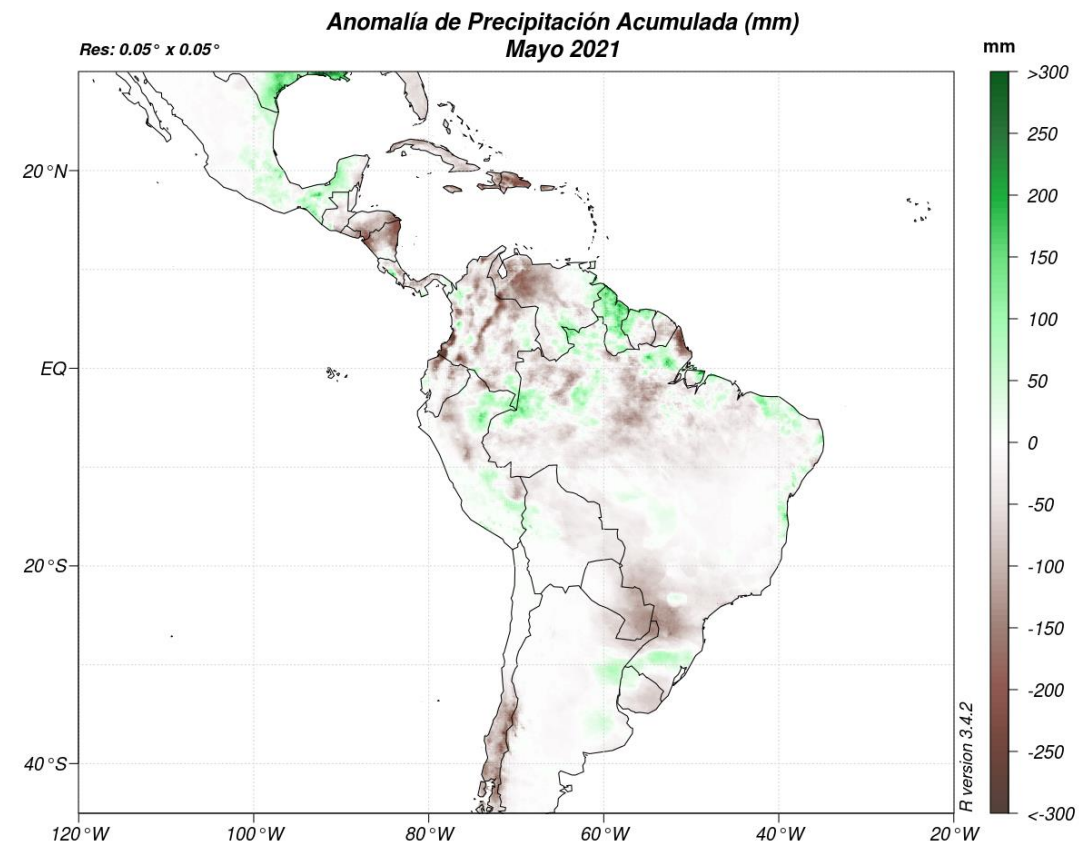 Anomalía de Precipitación Acumulada (mm)
Mayo 2021
Res: 0.05° x 0.05°
mm
>300
250
200
150
100
50
0
-50
-100
-150
-200
-250
<-300
20°N
EQ
20°S
40°S
120°W
100°W
80°W
60°W
40°W
20°W
R version 3.4.2